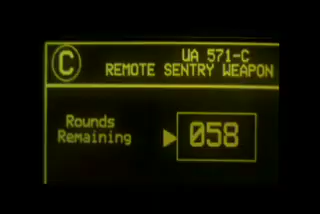 C
UA 571-C
REMOTE SENTRY WEAPON
Rounds
Remaining
058